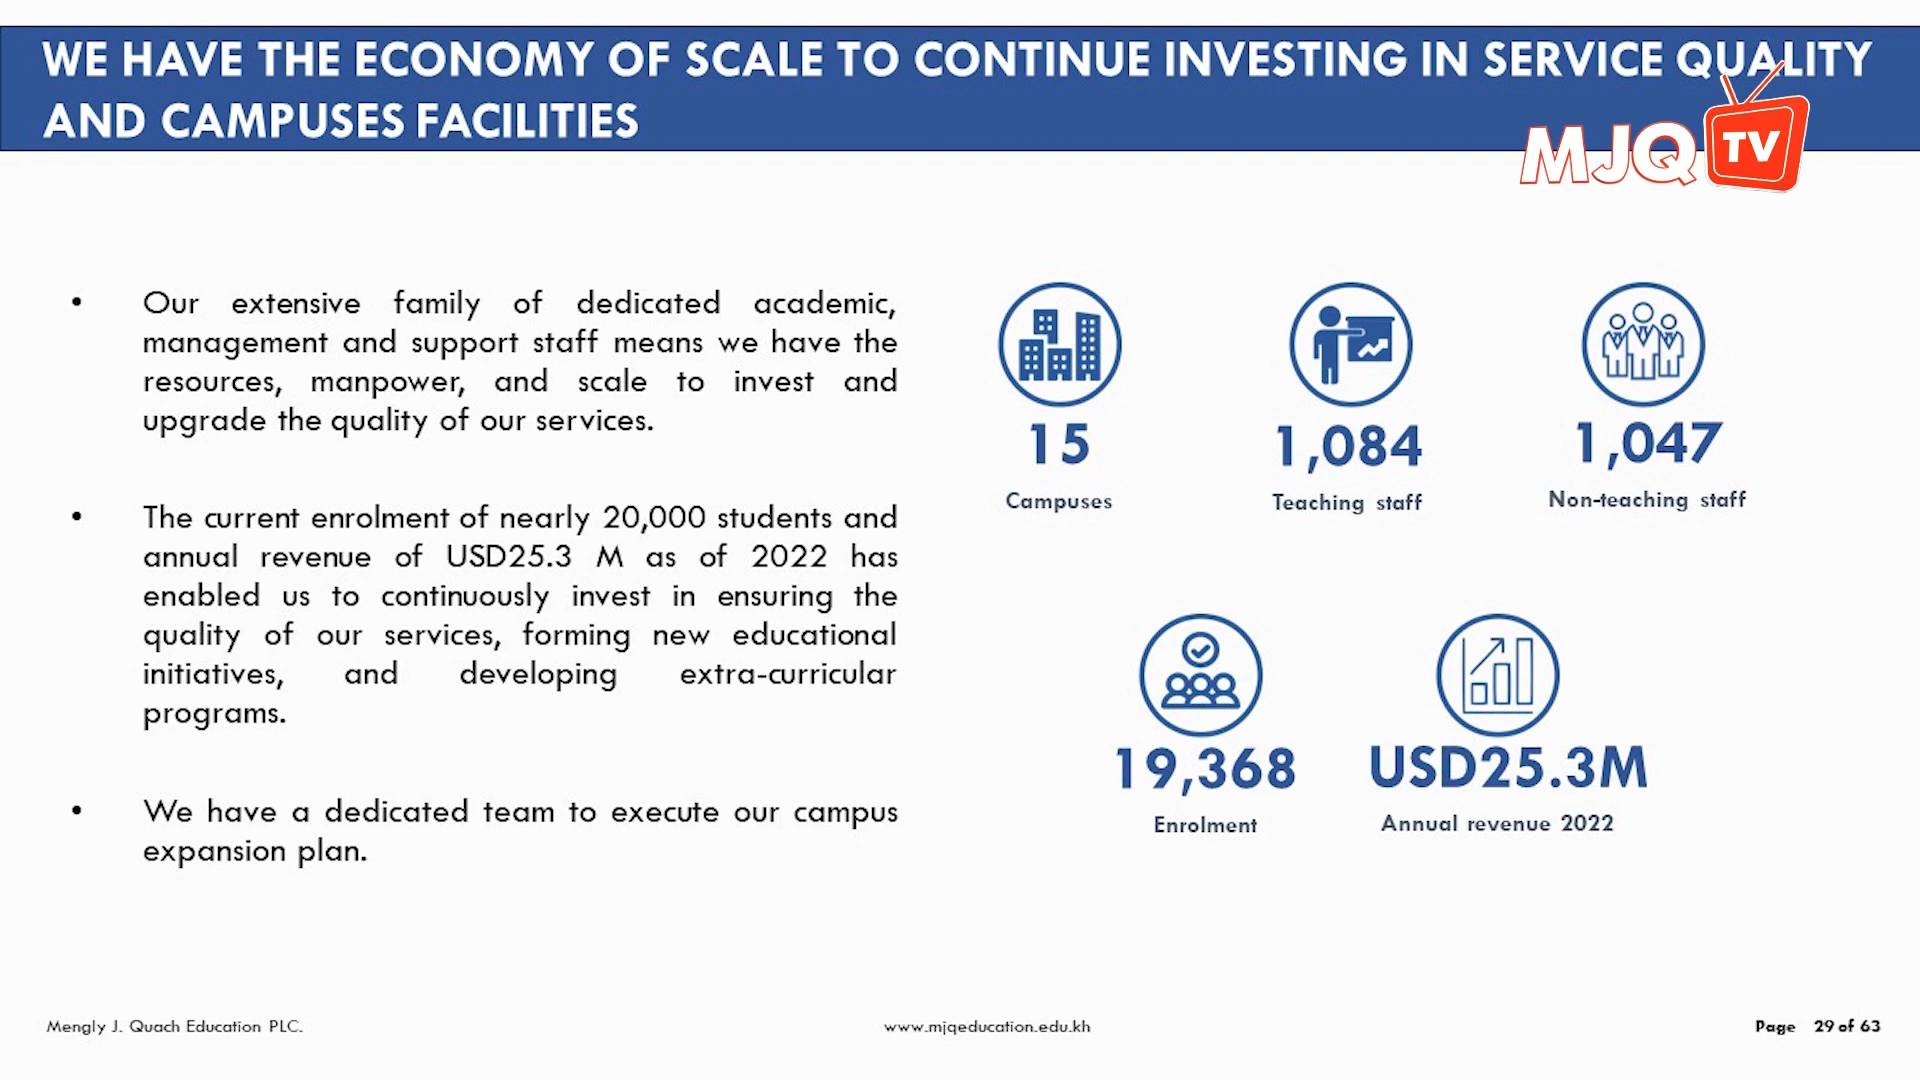 WE HAVE THE ECONOMY OF SCALE TO CONTINUE INVESTING IN SERVICE QUALITY
AND CAMPUSES FACILITIES
MJQ TV
• Our extensive family of dedicated academic,
management and support staff means we have the
resources, manpower, and scale to invest and
upgrade the quality of our services.
• The current enrolment of nearly 20,000 students and
annual revenue of USD25.3 M as of 2022 has
enabled us to continuously invest in ensuring the
quality of our services, forming new educational
initiatives, and developing extra-curricular
programs.
• We have a dedicated team to execute our campus
expansion plan.
15
Campuses
1,084
Teaching staff
1,047
Non-teaching staff
19,368
Enrolment
USD25.3M
Annual revenue 2022
Mengly J. Quach Education PLC.
www.mjqeducation.edu.kh
Page 29 of 63